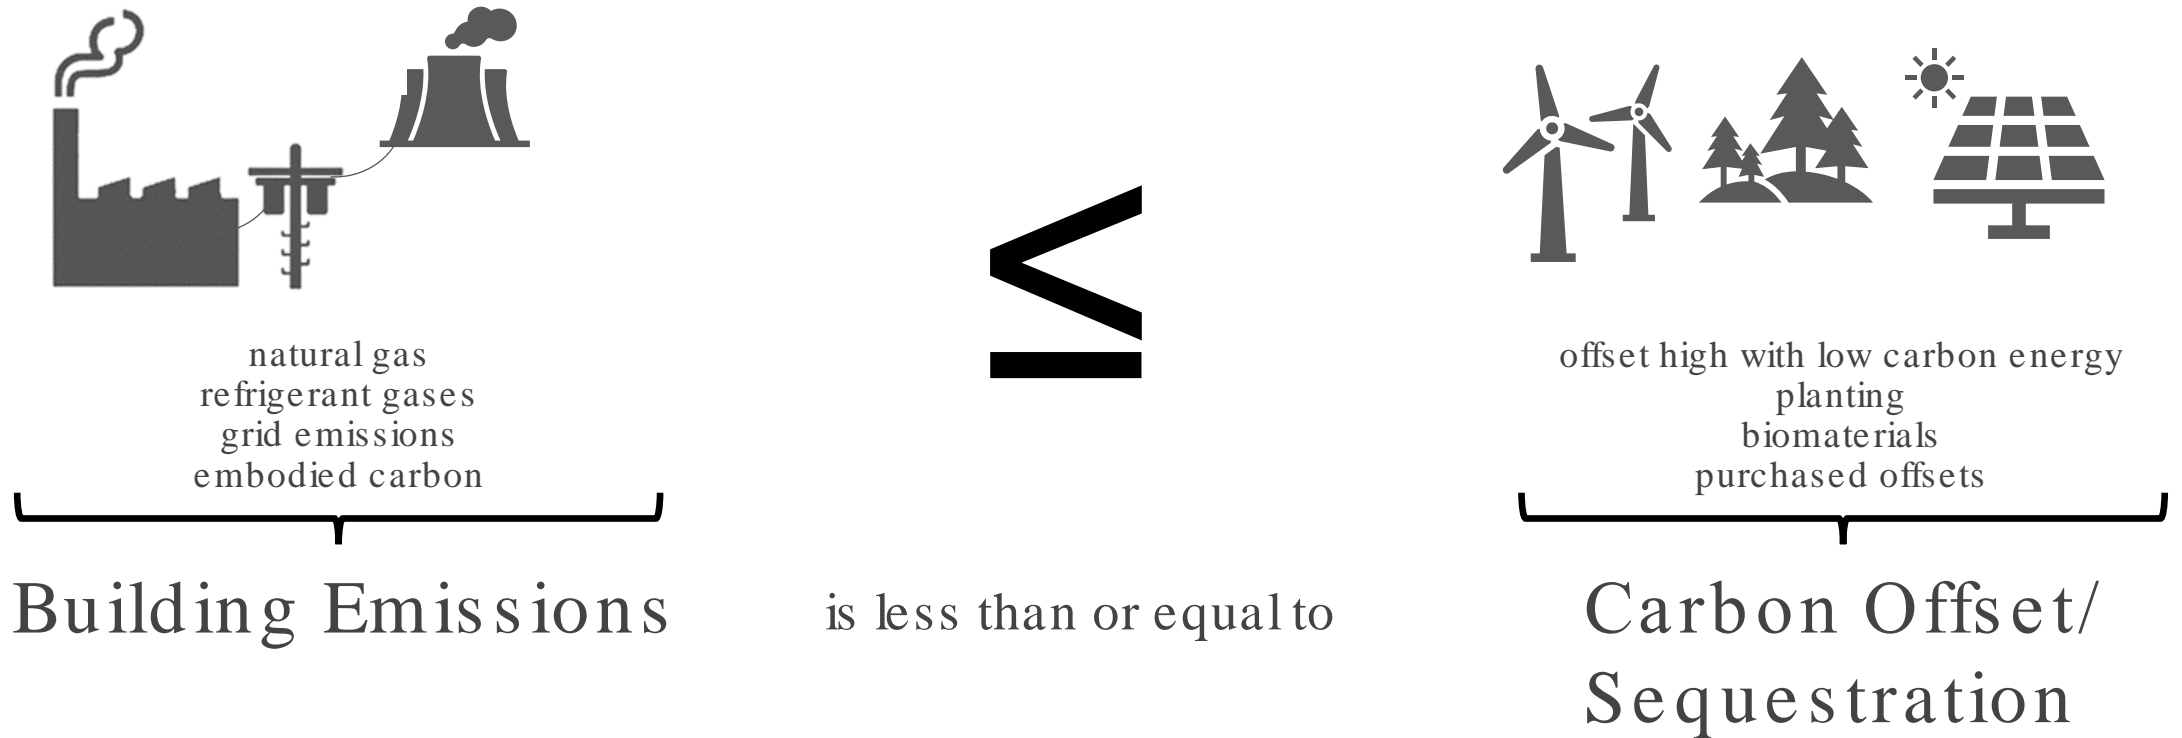 natural gas
refrigerant gases
grid emissions
embodied carbon
Building Emissions
≤
is less than or equal to
offset high with low carbon energy
planting
biomaterials
purchased offsets
Carbon Offset/
Sequestration